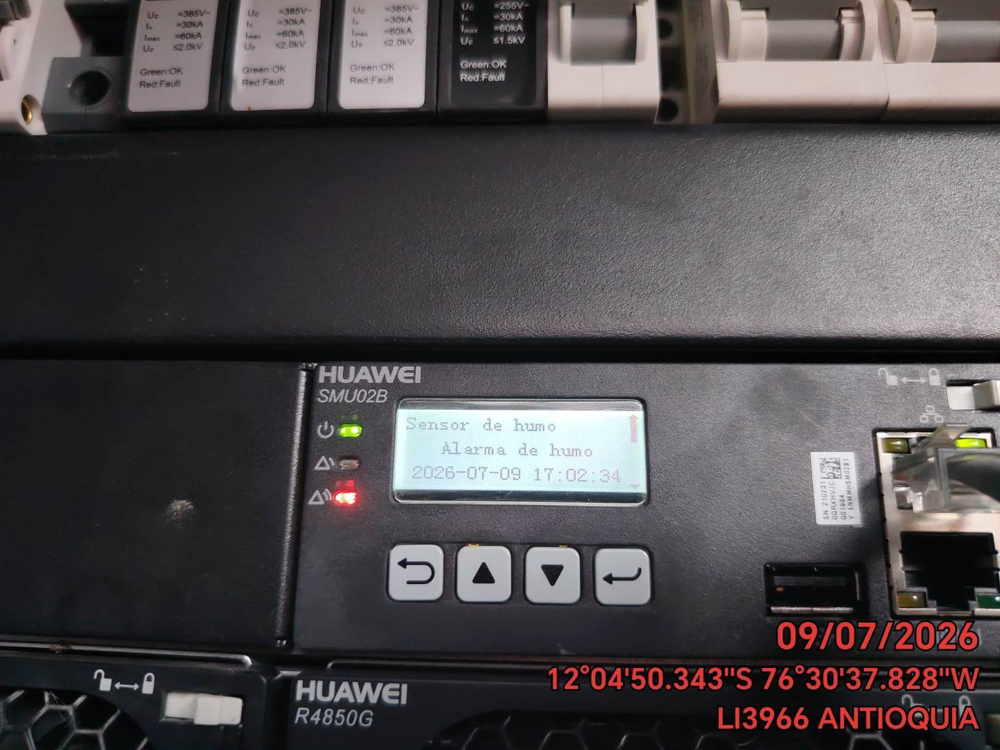 Uc =385V~
In =30kA
Imax =60kA
Up ≤2.0kV
Green:OK
Red:Fault
Uc =385V~
In =30kA
Imax =60kA
Up ≤2.0kV
Green:OK
Red:Fault
Uc =385V~
In =30kA
Imax =60kA
Up ≤2.0kV
Green:OK
Red:Fault
Uc =255V~
In =30kA
Imax =60kA
Up ≤1.5kV
Green:OK
Red:Fault
HUAWEI
SMU02B
Sensor de humo
Alarma de humo
2026-07-09 17:02:34
HUAWEI
R4850G
09/07/2026
12°04'50.343"S 76°30'37.828"W
LI3966 ANTIOQUIA